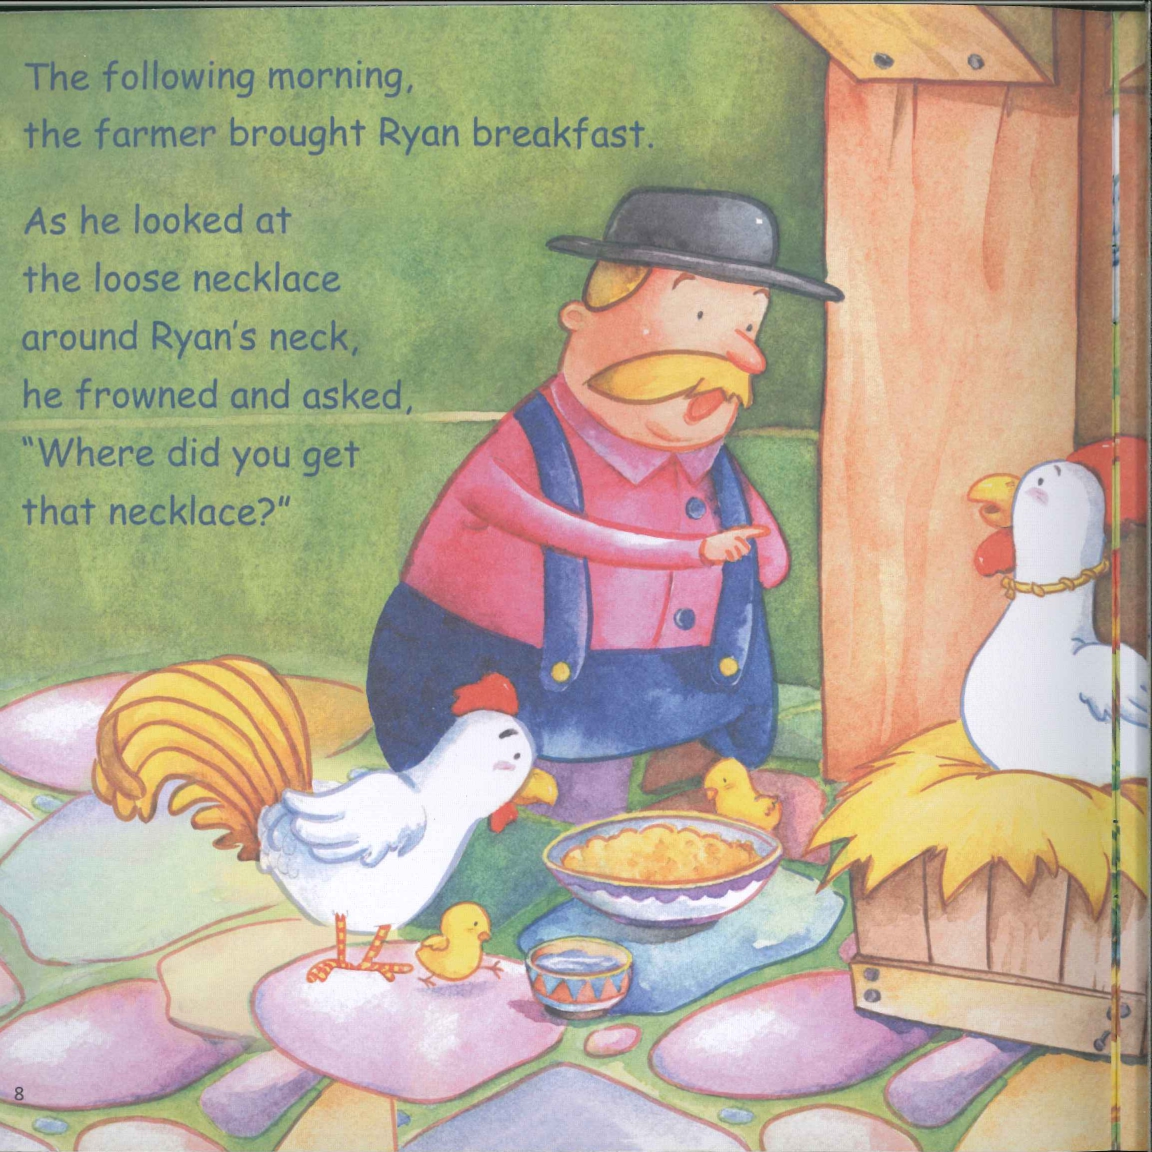 The following morning,
the farmer brought Ryan breakfast.
As he looked at
the loose necklace
around Ryan's neck,
he frowned and asked,
“Where did you get
that necklace?”
8